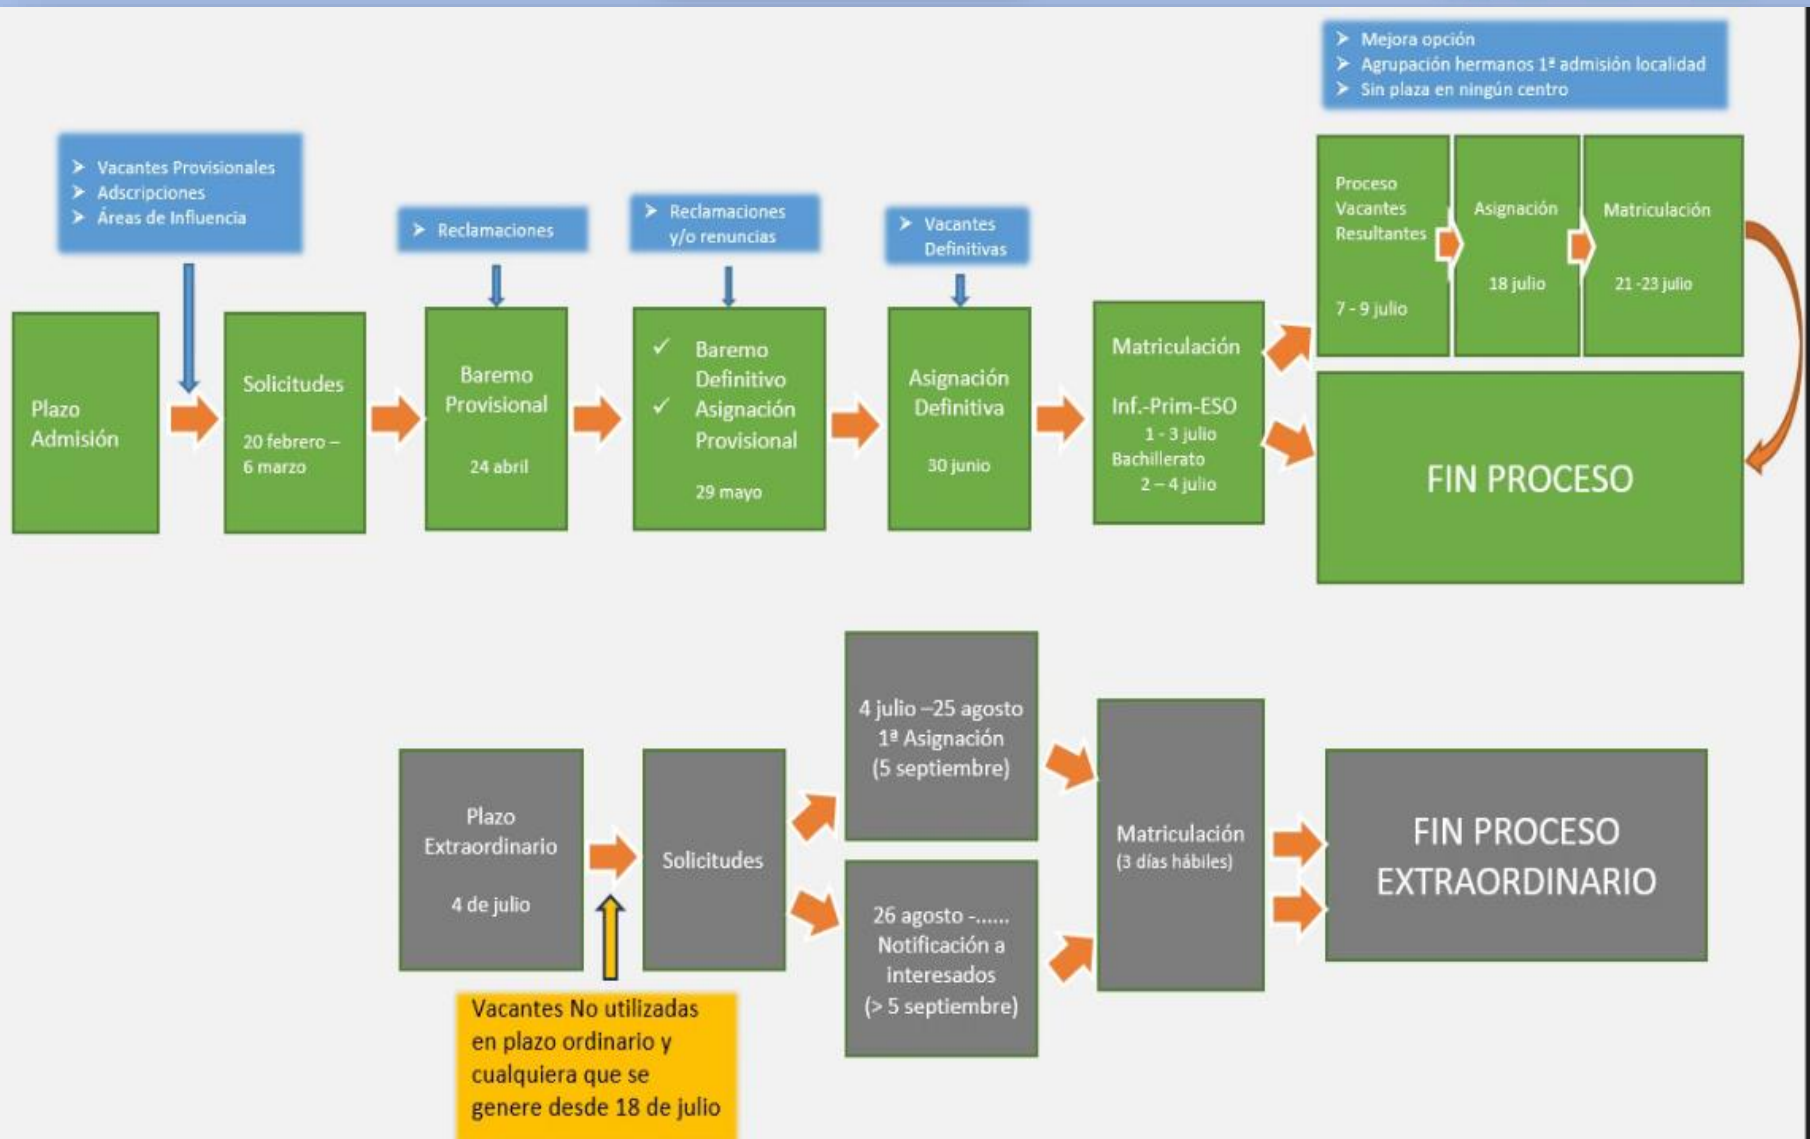 Mejora opción
Agrupación hermanos 1ª admisión localidad
Sin plaza en ningún centro
Vacantes Provisionales
Adscripciones
Áreas de Influencia
Reclamaciones
Reclamaciones
y/o renuncias
Vacantes
Definitivas
Plazo
Admisión
Solicitudes
20 febrero –
6 marzo
Baremo
Provisional
24 abril
Baremo
Definitivo
Asignación
Provisional
29 mayo
Asignación
Definitiva
30 junio
Matriculación
Inf.-Prim-ESO
1 - 3 julio
Bachillerato
2 – 4 julio
Proceso
Vacantes
Resultantes
7 - 9 julio
Asignación
18 julio
Matriculación
21 -23 julio
FIN PROCESO
Plazo
Extraordinario
4 de julio
Vacantes No utilizadas
en plazo ordinario y
cualquiera que se
genere desde 18 de julio
Solicitudes
4 julio –25 agosto
1ª Asignación
(5 septiembre)
26 agosto -......
Notificación a
interesados
(> 5 septiembre)
Matriculación
(3 días hábiles)
FIN PROCESO
EXTRAORDINARIO